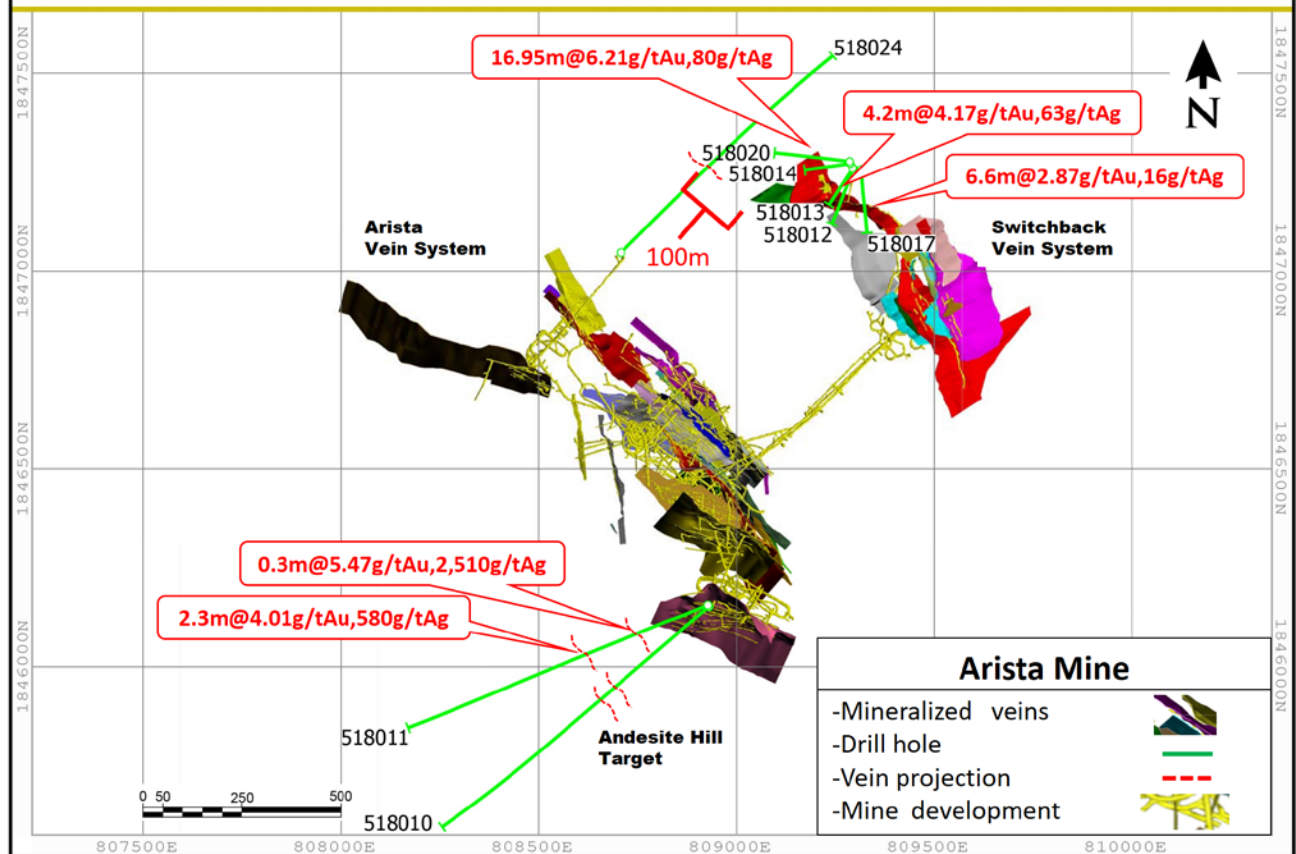 518024
16.95m@6.21g/tAu,80g/tAg
1847500N
1847500N
N
4.2m@4.17g/tAu,63g/tAg
518020
518014
6.6m@2.87g/tAu,16g/tAg
518013
518012
518017
Arista
Vein System
Switchback
Vein System
100m
1847000N
1847000N
1846500N
1846500N
0.3m@5.47g/tAu,2,510g/tAg
2.3m@4.01g/tAu,580g/tAg
1846000N
1846000N
518011
Andesite Hill
Target
518010
0 50 250 500
Arista Mine
-Mineralized veins
-Drill hole
-Vein projection
-Mine development
807500E 808000E 808500E 809000E 809500E 810000E